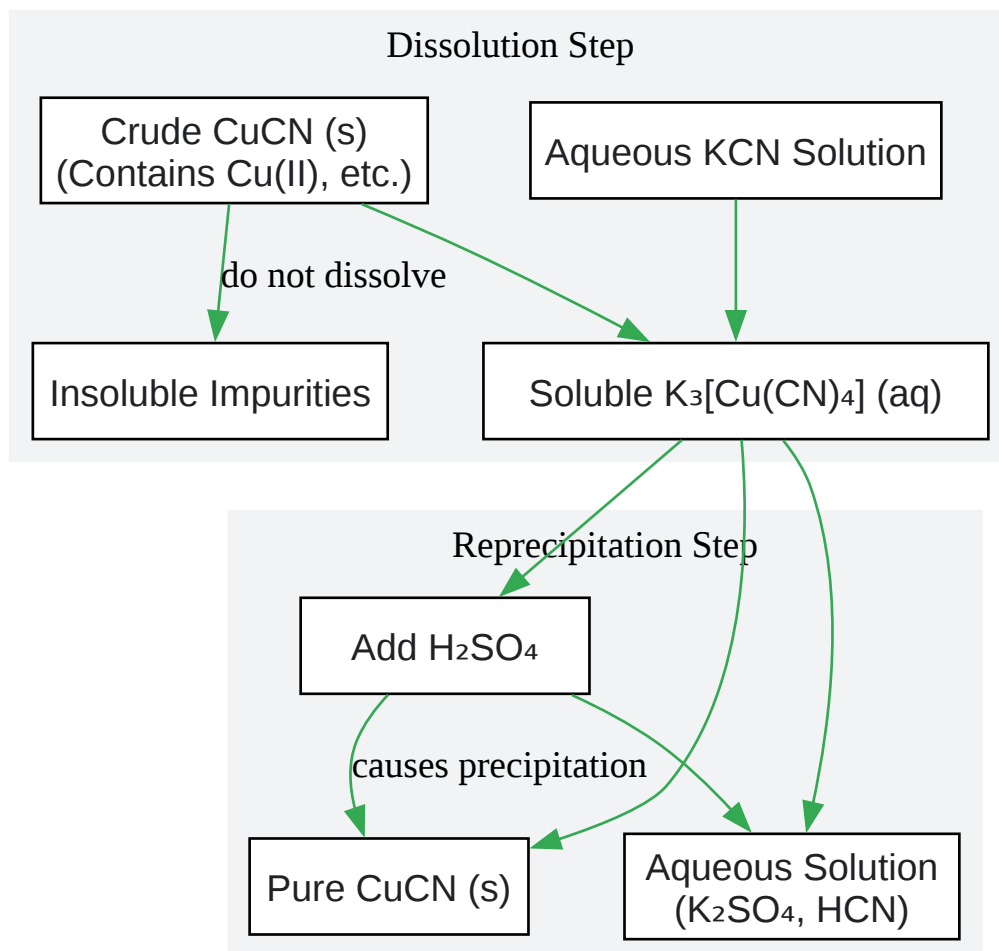 Dissolution Step
Crude CuCN (s)
(Contains Cu(II), etc.)
Aqueous KCN Solution
do not dissolve
Insoluble Impurities
Soluble K₃[Cu(CN)₄] (aq)
Reprecipitation Step
Add H₂SO₄
causes precipitation
Pure CuCN (s)
Aqueous Solution
(K₂SO₄, HCN)